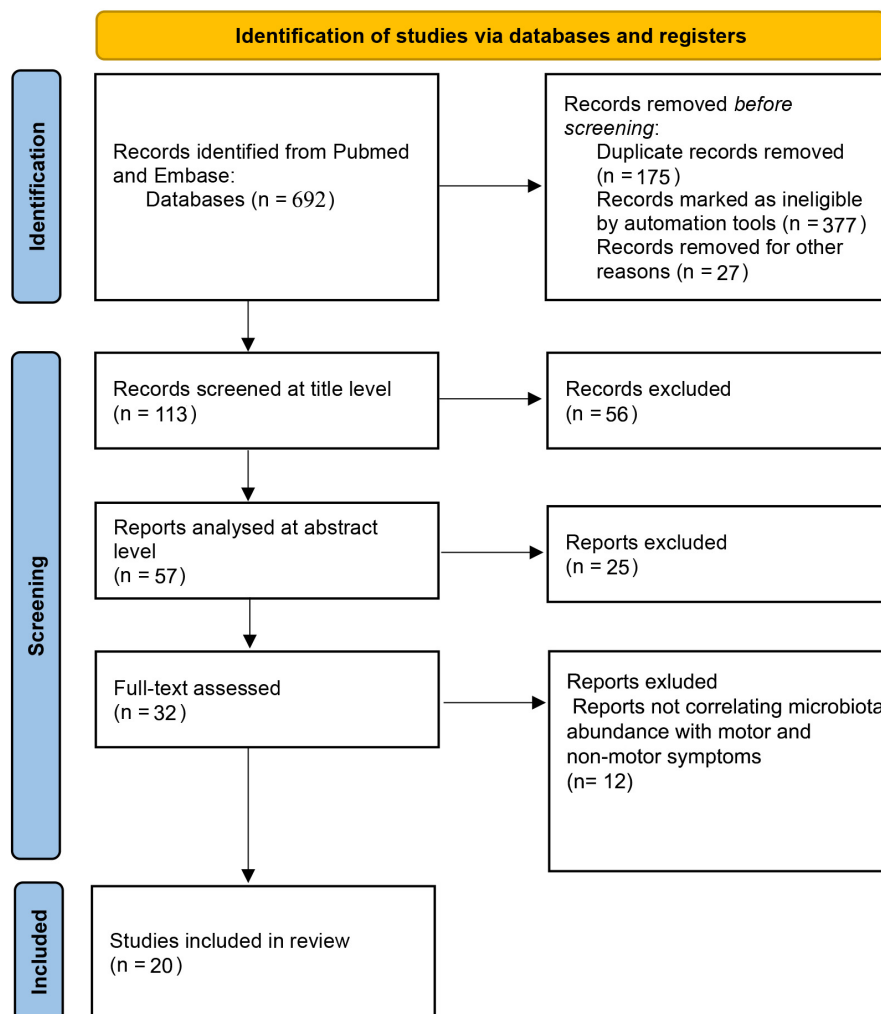 Identification of studies via databases and registers
Identification
Records identified from Pubmed
and Embase:
Databases (n = 692)
Records removed before
screening:
Duplicate records removed
(n = 175)
Records marked as ineligible
by automation tools (n = 377)
Records removed for other
reasons (n = 27)
Screening
Records screened at title level
(n = 113)
Records excluded
(n = 56)
Reports analysed at abstract
level
(n = 57)
Reports excluded
(n = 25)
Full-text assessed
(n = 32)
Reports exluded
Reports not correlating microbiota
abundance with motor and
non-motor symptoms
(n= 12)
Included
Studies included in review
(n = 20)